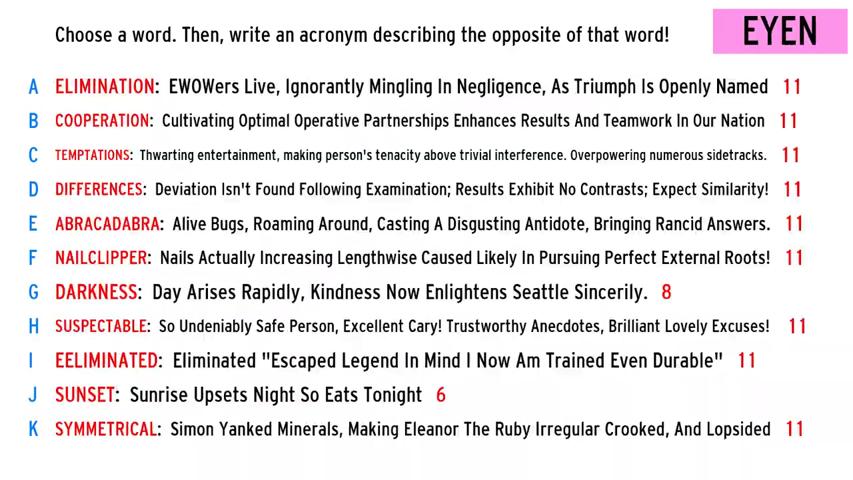 Choose a word. Then, write an acronym describing the opposite of that word!
EYEN
A ELIMINATION: EWOWers Live, Ignorantly Mingling In Negligence, As Triumph Is Openly Named 11
B COOPERATION: Cultivating Optimal Operative Partnerships Enhances Results And Teamwork In Our Nation 11
C TEMPTATIONS: Thwarting entertainment, making person's tenacity above trivial interference. Overpowering numerous sidetracks. 11
D DIFFERENCES: Deviation Isn't Found Following Examination; Results Exhibit No Contrasts; Expect Similarity! 11
E ABRACADABRA: Alive Bugs, Roaming Around, Casting A Disgusting Antidote, Bringing Rancid Answers. 11
F NAILCLIPPER: Nails Actually Increasing Lengthwise Caused Likely In Pursuing Perfect External Roots! 11
G DARKNESS: Day Arises Rapidly, Kindness Now Enlightens Seattle Sincerily. 8
H SUSPECTABLE: So Undeniably Safe Person, Excellent Cary! Trustworthy Anecdotes, Brilliant Lovely Excuses! 11
I EELIMINATED: Eliminated "Escaped Legend In Mind I Now Am Trained Even Durable" 11
J SUNSET: Sunrise Upsets Night So Eats Tonight 6
K SYMMETRICAL: Simon Yanked Minerals, Making Eleanor The Ruby Irregular Crooked, And Lopsided 11